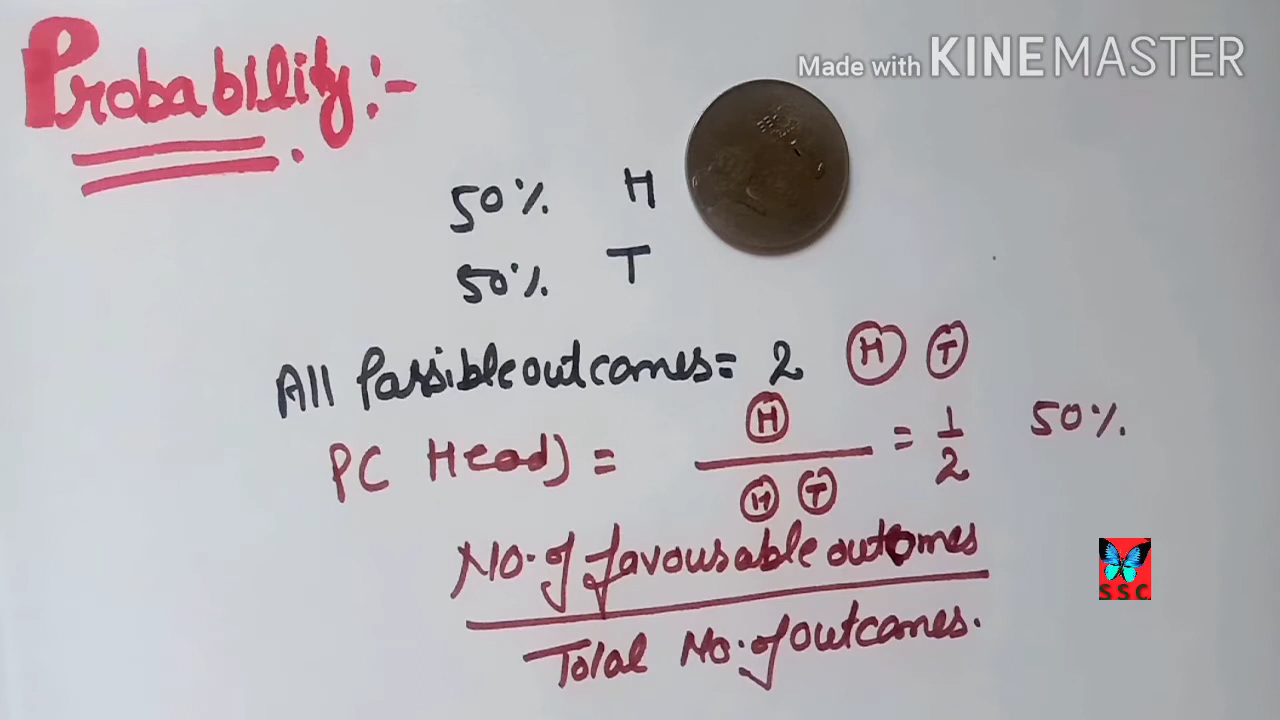 Probability:-
Made with KINEMASTER
50% H
50% T
All Possible outcomes = 2 H T
P( Head) = H / H T = 1/2 50%
No. of favourable outcomes
Total No. of outcomes.
SSC